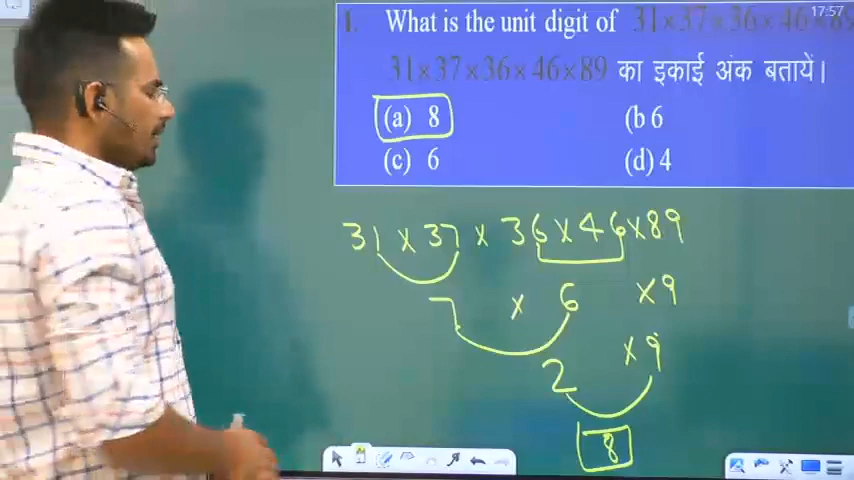 17:57
1. What is the unit digit of 31×37×36×46×89
31×37×36×46×89 का इकाई अंक बतायें।
(a) 8 (b 6
(c) 6 (d) 4
31 × 37 × 36 × 46 × 89
7 × 6 × 9
2 × 9
8